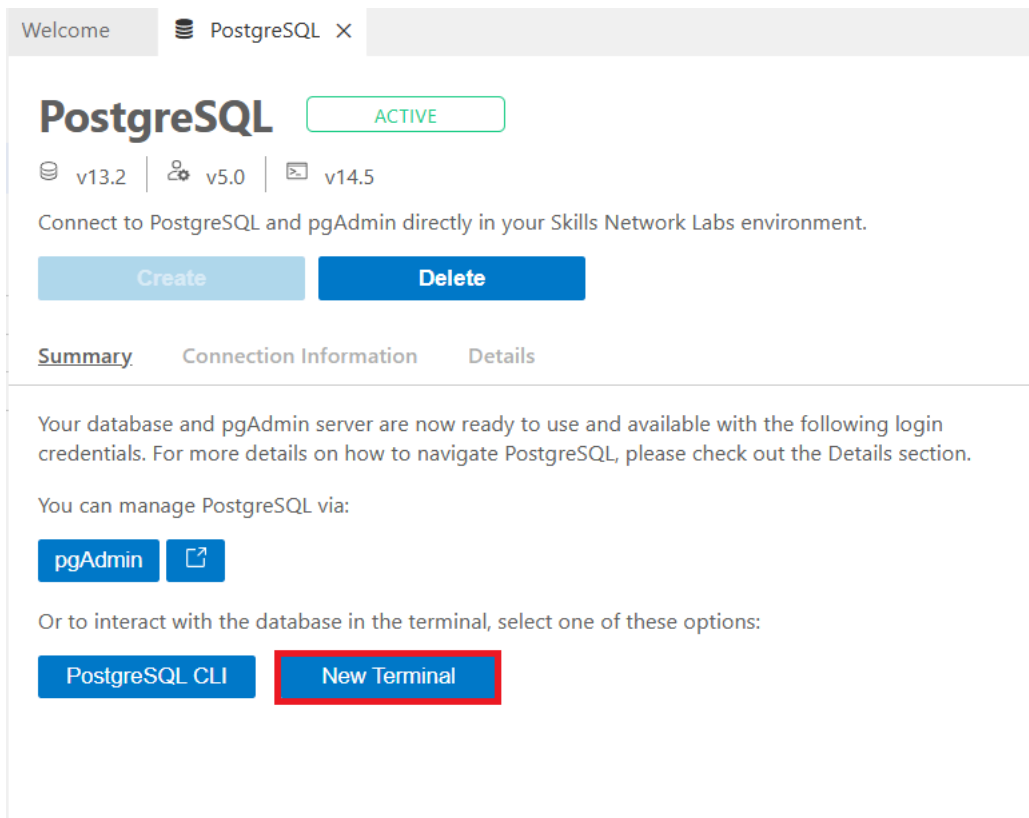 Welcome
PostgreSQL
PostgreSQL
ACTIVE
v13.2
v5.0
v14.5
Connect to PostgreSQL and pgAdmin directly in your Skills Network Labs environment.
Create
Delete
Summary
Connection Information
Details
Your database and pgAdmin server are now ready to use and available with the following login
credentials. For more details on how to navigate PostgreSQL, please check out the Details section.
You can manage PostgreSQL via:
pgAdmin
Or to interact with the database in the terminal, select one of these options:
PostgreSQL CLI
New Terminal